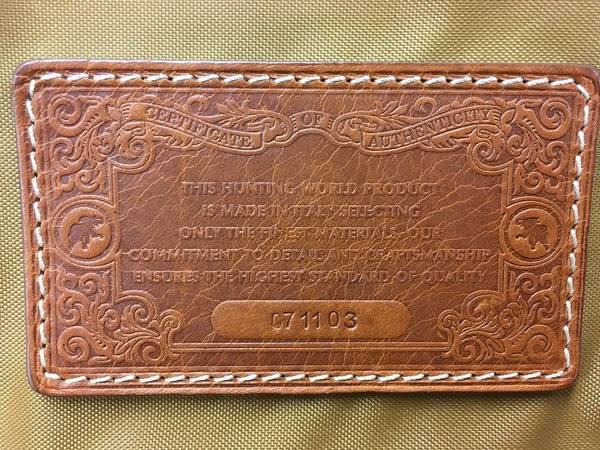 CERTIFICATE OF AUTHENTICITY
THIS HUNTING WORLD PRODUCT
IS MADE IN ITALY SELECTING
ONLY THE FINEST MATERIALS. OUR
COMMITMENT TO DETAIL AND CRAFTSMANSHIP
ENSURES THE HIGHEST STANDARD OF QUALITY
071103